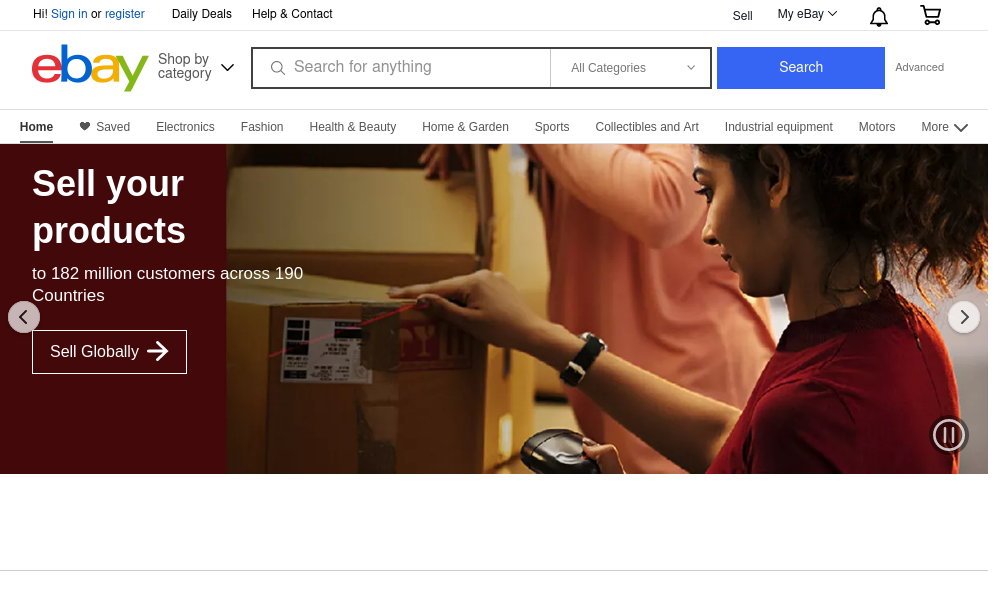 Hi! Sign in or register
Daily Deals
Help & Contact
Sell
My eBay
ebay
Shop by
category
Search for anything
All Categories
Search
Advanced
Home
Saved
Electronics
Fashion
Health & Beauty
Home & Garden
Sports
Collectibles and Art
Industrial equipment
Motors
More
Sell your
products
to 182 million customers across 190
Countries
Sell Globally